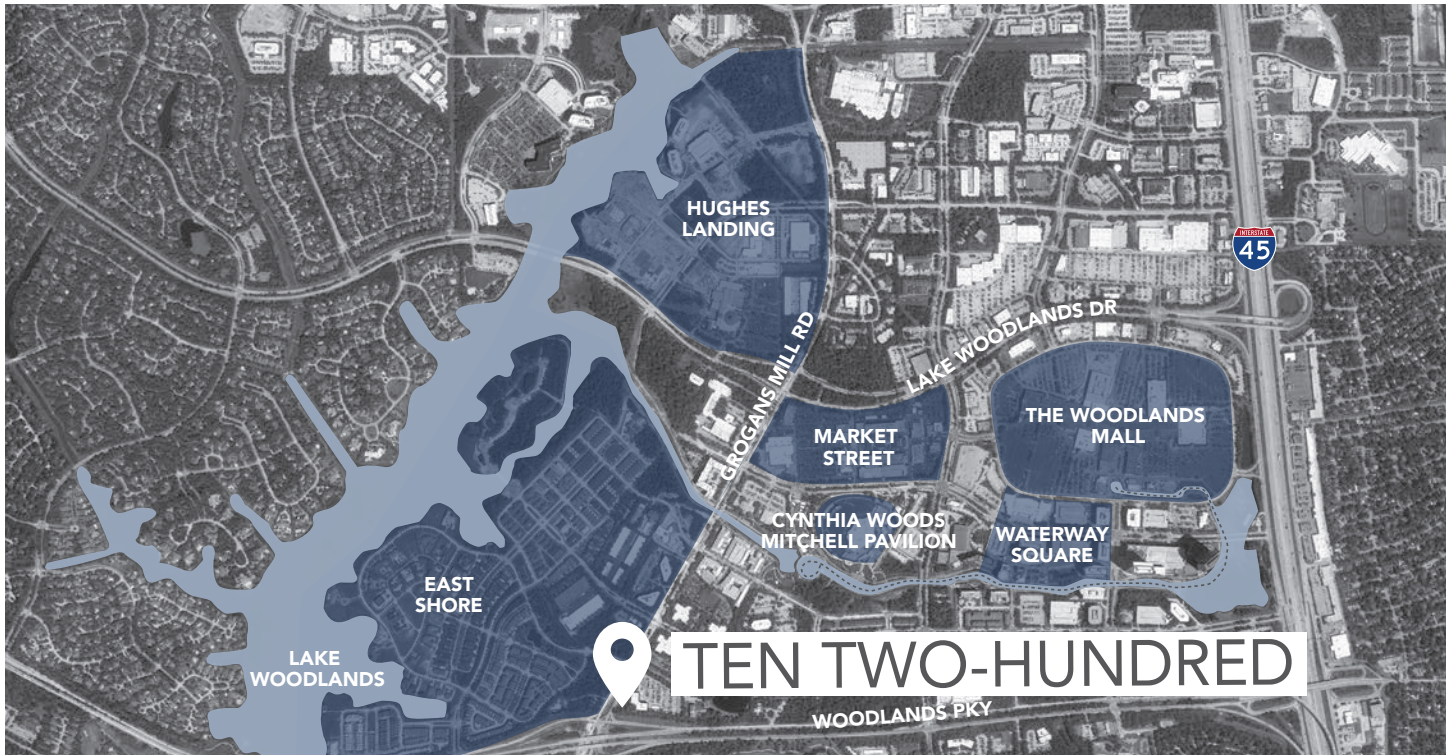 HUGHES
LANDING
INTERSTATE
45
GROGANS MILL RD
LAKE WOODLANDS DR
THE WOODLANDS
MALL
MARKET
STREET
CYNTHIA WOODS
MITCHELL PAVILION
WATERWAY
SQUARE
EAST
SHORE
LAKE
WOODLANDS
TEN TWO-HUNDRED
WOODLANDS PKY